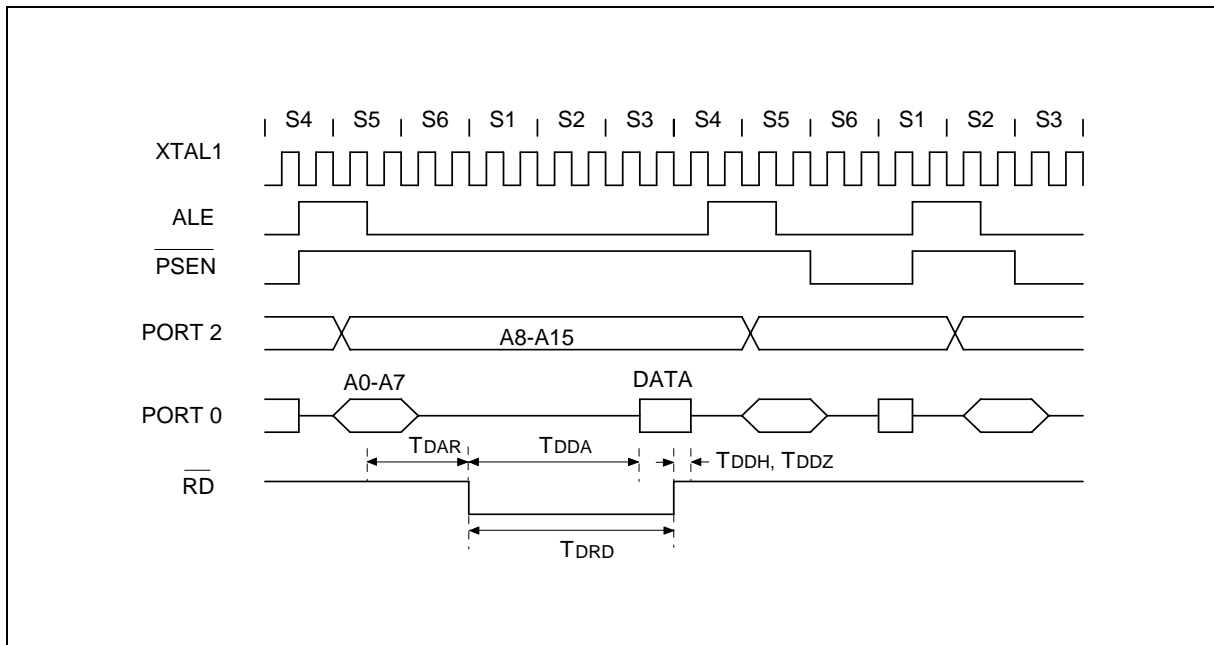 S4 S5 S6 S1 S2 S3 S4 S5 S6 S1 S2 S3
XTAL1
ALE
PSEN
PORT 2
A8-A15
A0-A7
DATA
PORT 0
TDAR
TDDA
TDDH, TDDZ
RD
TDRD